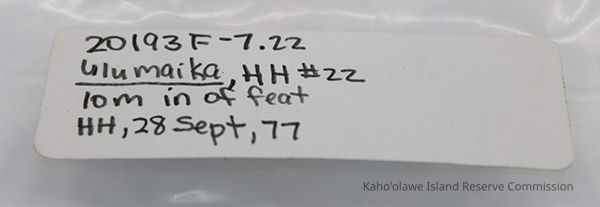 20193F-7.22
ulumaika, HH #22
10m in of feat
HH, 28 Sept, 77
Kaho'olawe Island Reserve Commission